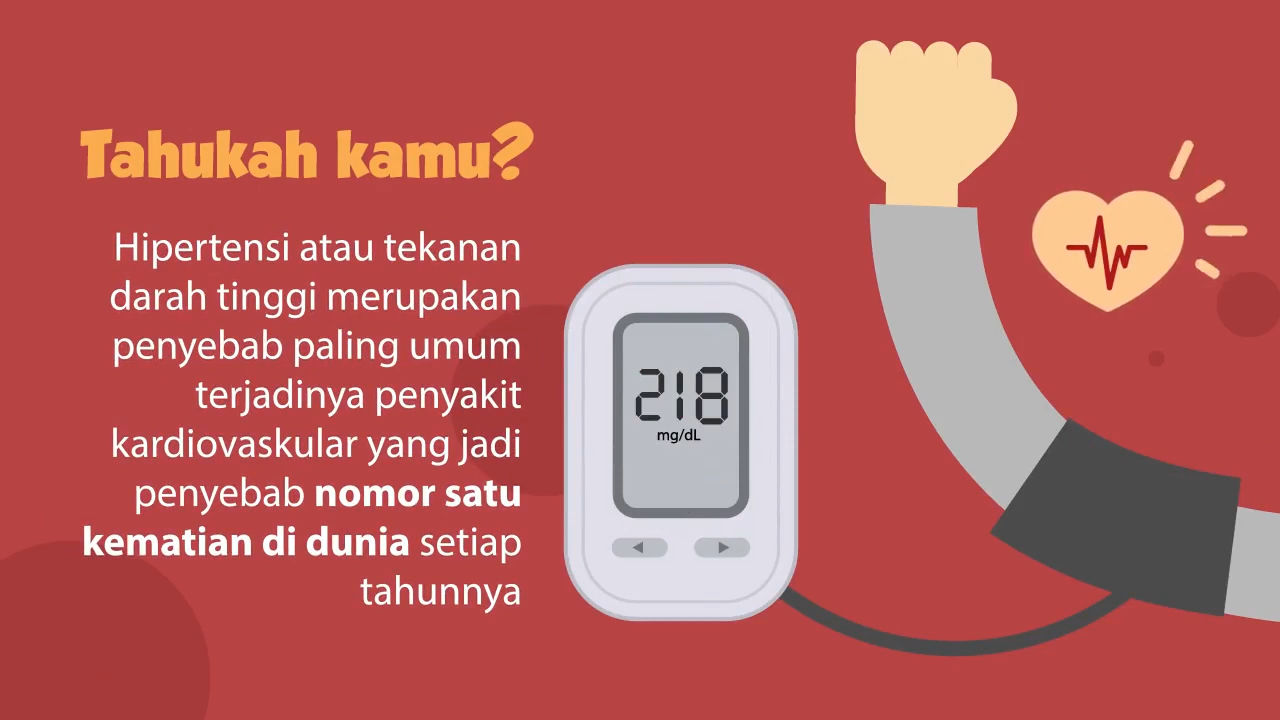 Tahukah kamu?
Hipertensi atau tekanan
darah tinggi merupakan
penyebab paling umum
terjadinya penyakit
kardiovaskular yang jadi
penyebab nomor satu
kematian di dunia setiap
tahunnya
218
mg/dL